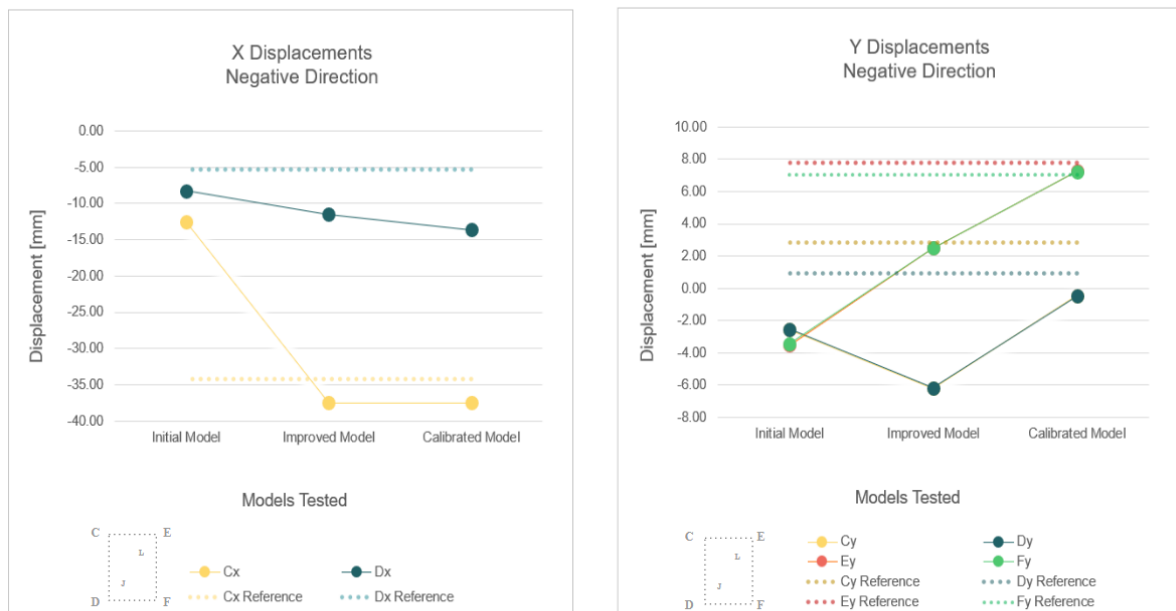 X Displacements
Negative Direction
0.00
-5.00
-10.00
-15.00
-20.00
-25.00
-30.00
-35.00
-40.00
Displacement [mm]
Initial Model
Improved Model
Calibrated Model
Models Tested
C
E
L
J
D
F
Cx
Dx
Cx Reference
Dx Reference
Y Displacements
Negative Direction
10.00
8.00
6.00
4.00
2.00
0.00
-2.00
-4.00
-6.00
-8.00
Displacement [mm]
Initial Model
Improved Model
Calibrated Model
Models Tested
C
E
L
J
D
F
Cy
Dy
Ey
Fy
Cy Reference
Dy Reference
Ey Reference
Fy Reference